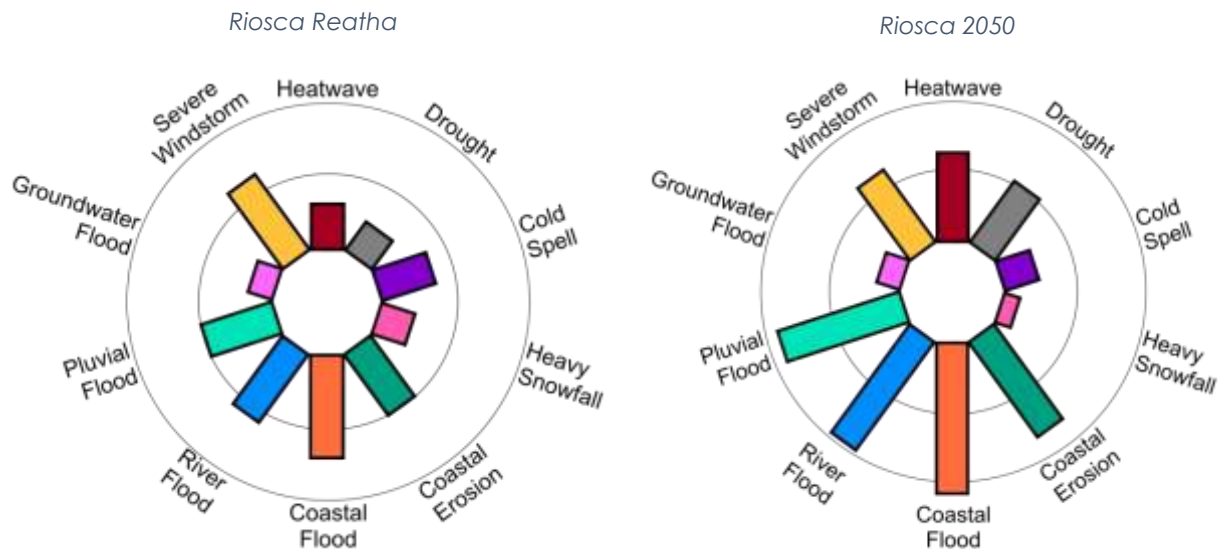 Riosca Reatha
Heatwave
Drought
Cold
Spell
Heavy
Snowfall
Coastal
Erosion
Coastal
Flood
River
Flood
Pluvial
Flood
Groundwater
Flood
Severe
Windstorm
Riosca 2050
Heatwave
Drought
Cold
Spell
Heavy
Snowfall
Coastal
Erosion
Coastal
Flood
River
Flood
Pluvial
Flood
Groundwater
Flood
Severe
Windstorm